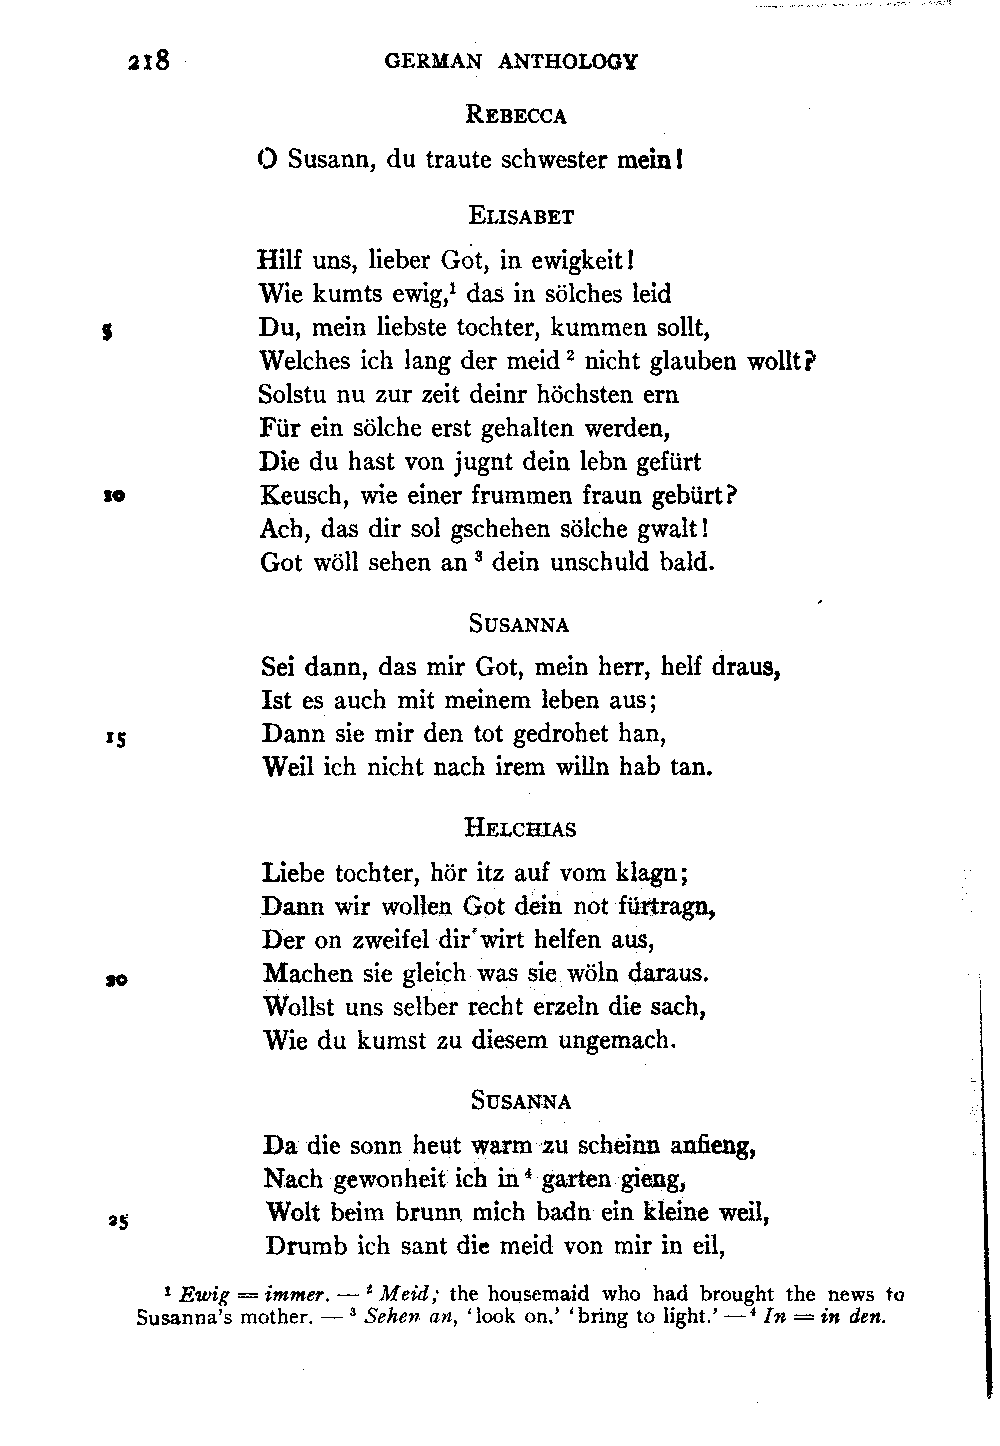 218 GERMAN ANTHOLOGY
REBECCA
O Susann, du traute schwester mein!
ELISABET
Hilf uns, lieber Got, in ewigkeit!
Wie kumts ewig,¹ das in sölches leid
5 Du, mein liebste tochter, kummen sollt,
Welches ich lang der meid² nicht glauben wollt?
Solstu nu zur zeit deinr höchsten ern
Für ein sölche erst gehalten werden,
Die du hast von jugnt dein lebn gefürt
10 Keusch, wie einer frummen fraun gebürt?
Ach, das dir sol gschehen sölche gwalt!
Got wöll sehen an³ dein unschuld bald.
SUSANNA
Sei dann, das mir Got, mein herr, helf draus,
Ist es auch mit meinem leben aus;
15 Dann sie mir den tot gedrohet han,
Weil ich nicht nach irem willn hab tan.
HELCHIAS
Liebe tochter, hör itz auf vom klagn;
Dann wir wollen Got dein not fürtragn,
Der on zweifel dir wirt helfen aus,
20 Machen sie gleich was sie wöln daraus.
Wollst uns selber recht erzeln die sach,
Wie du kumst zu diesem ungemach.
SUSANNA
Da die sonn heut warm zu scheinn anfieng,
Nach gewonheit ich in⁴ garten gieng,
25 Wolt beim brunn mich badn ein kleine weil,
Drumb ich sant die meid von mir in eil,
¹ Ewig = immer. — ² Meid; the housemaid who had brought the news to
Susanna's mother. — ³ Sehen an, 'look on,' 'bring to light.' — ⁴ In = in den.